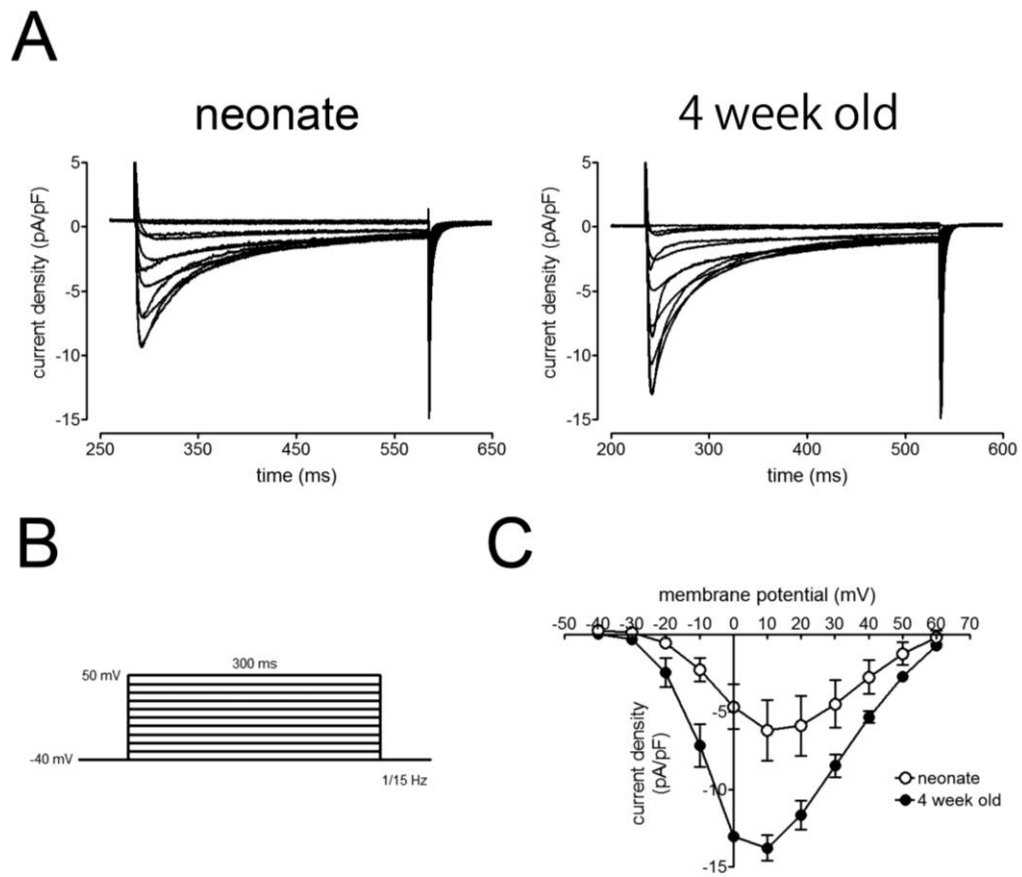 A
neonate
4 week old
5
0
-5
-10
-15
current density (pA/pF)
250 350 450 550 650
time (ms)
5
0
-5
-10
-15
current density (pA/pF)
200 300 400 500 600
time (ms)
B
300 ms
50 mV
-40 mV
1/15 Hz
C
membrane potential (mV)
-50 -40 -30 -20 -10 0 10 20 30 40 50 60 70
-5
-10
-15
current density
(pA/pF)
neonate
4 week old